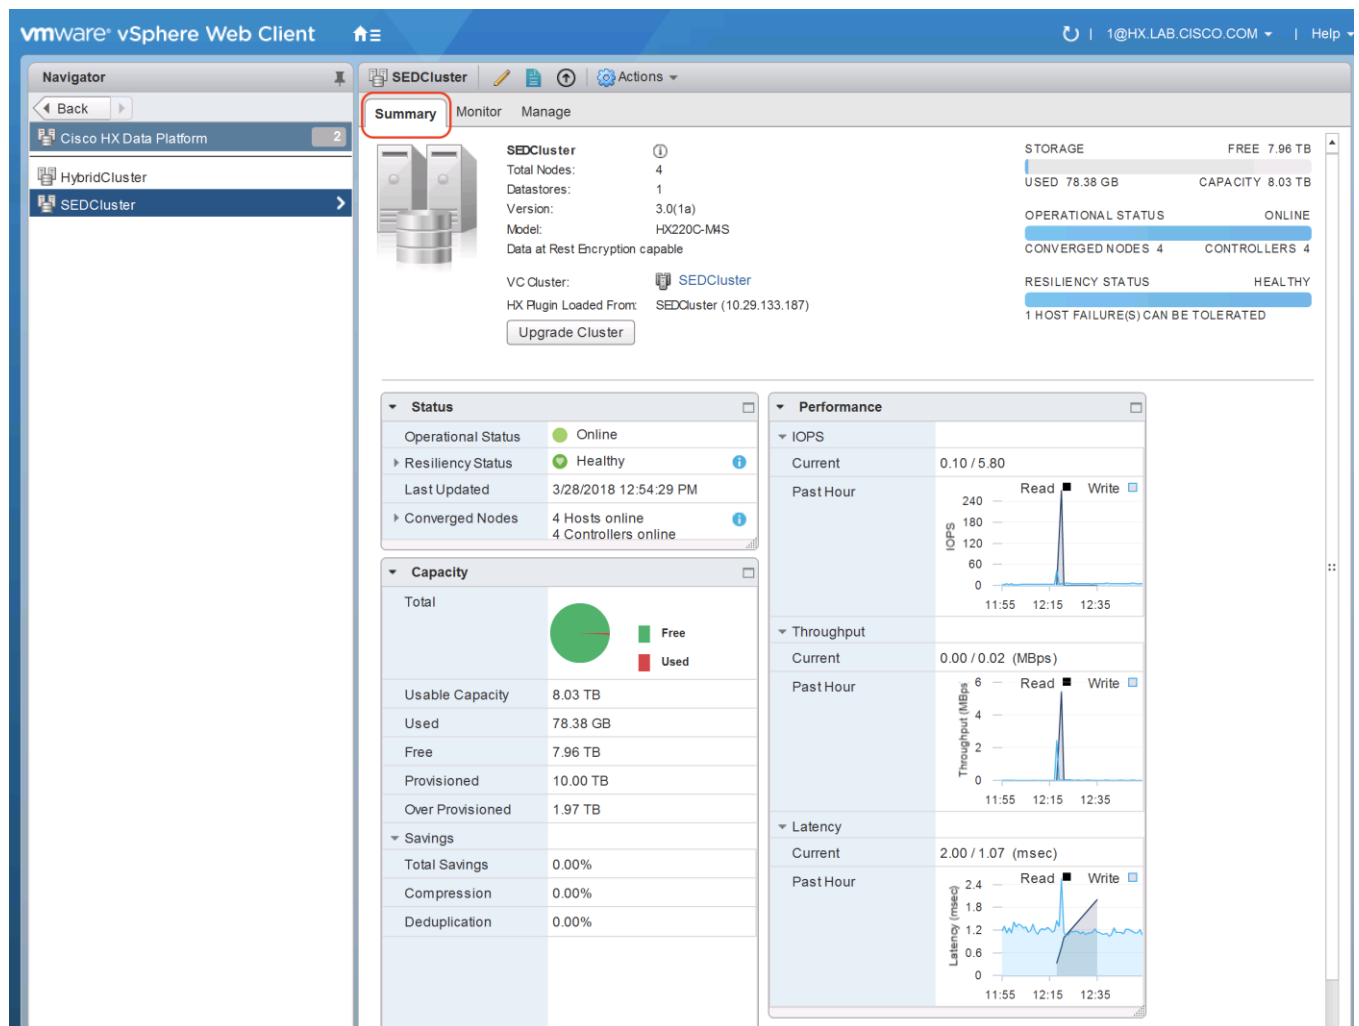 vmware® vSphere Web Client
1@HX.LAB.CISCO.COM | Help
Navigator
Back
Cisco HX Data Platform 2
HybridCluster
SEDCluster
SEDCluster Actions
Summary Monitor Manage
SEDCluster
Total Nodes: 4
Datastores: 1
Version: 3.0(1a)
Model: HX220C-M4S
Data at Rest Encryption capable
VC Cluster: SEDCluster
HX Plugin Loaded From: SEDCluster (10.29.133.187)
Upgrade Cluster
STORAGE FREE 7.96 TB
USED 78.38 GB CAPACITY 8.03 TB
OPERATIONAL STATUS ONLINE
CONVERGED NODES 4 CONTROLLERS 4
RESILIENCY STATUS HEALTHY
1 HOST FAILURE(S) CAN BE TOLERATED
Status
Operational Status Online
Resiliency Status Healthy
Last Updated 3/28/2018 12:54:29 PM
Converged Nodes 4 Hosts online
4 Controllers online
Capacity
Total
Free
Used
Usable Capacity 8.03 TB
Used 78.38 GB
Free 7.96 TB
Provisioned 10.00 TB
Over Provisioned 1.97 TB
Savings
Total Savings 0.00%
Compression 0.00%
Deduplication 0.00%
Performance
IOPS
Current 0.10 / 5.80
Past Hour
Read Write
IOPS
240
180
120
60
0
11:55 12:15 12:35
Throughput
Current 0.00 / 0.02 (MBps)
Past Hour
Read Write
Throughput (MBps
6
4
2
0
11:55 12:15 12:35
Latency
Current 2.00 / 1.07 (msec)
Past Hour
Read Write
Latency (msec)
2.4
1.8
1.2
0.6
0
11:55 12:15 12:35